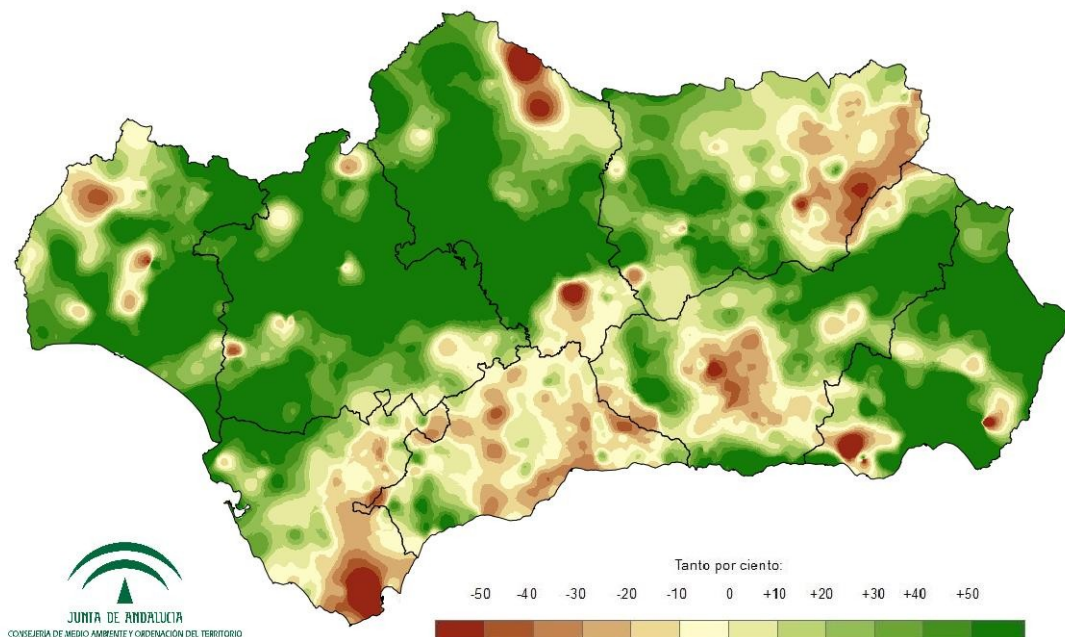 Tanto por ciento:
-50 -40 -30 -20 -10 0 +10 +20 +30 +40 +50
JUNTA DE ANDALUCIA
CONSEJERIA DE MEDIO AMBIENTE Y ORDENACIÓN DEL TERRITORIO